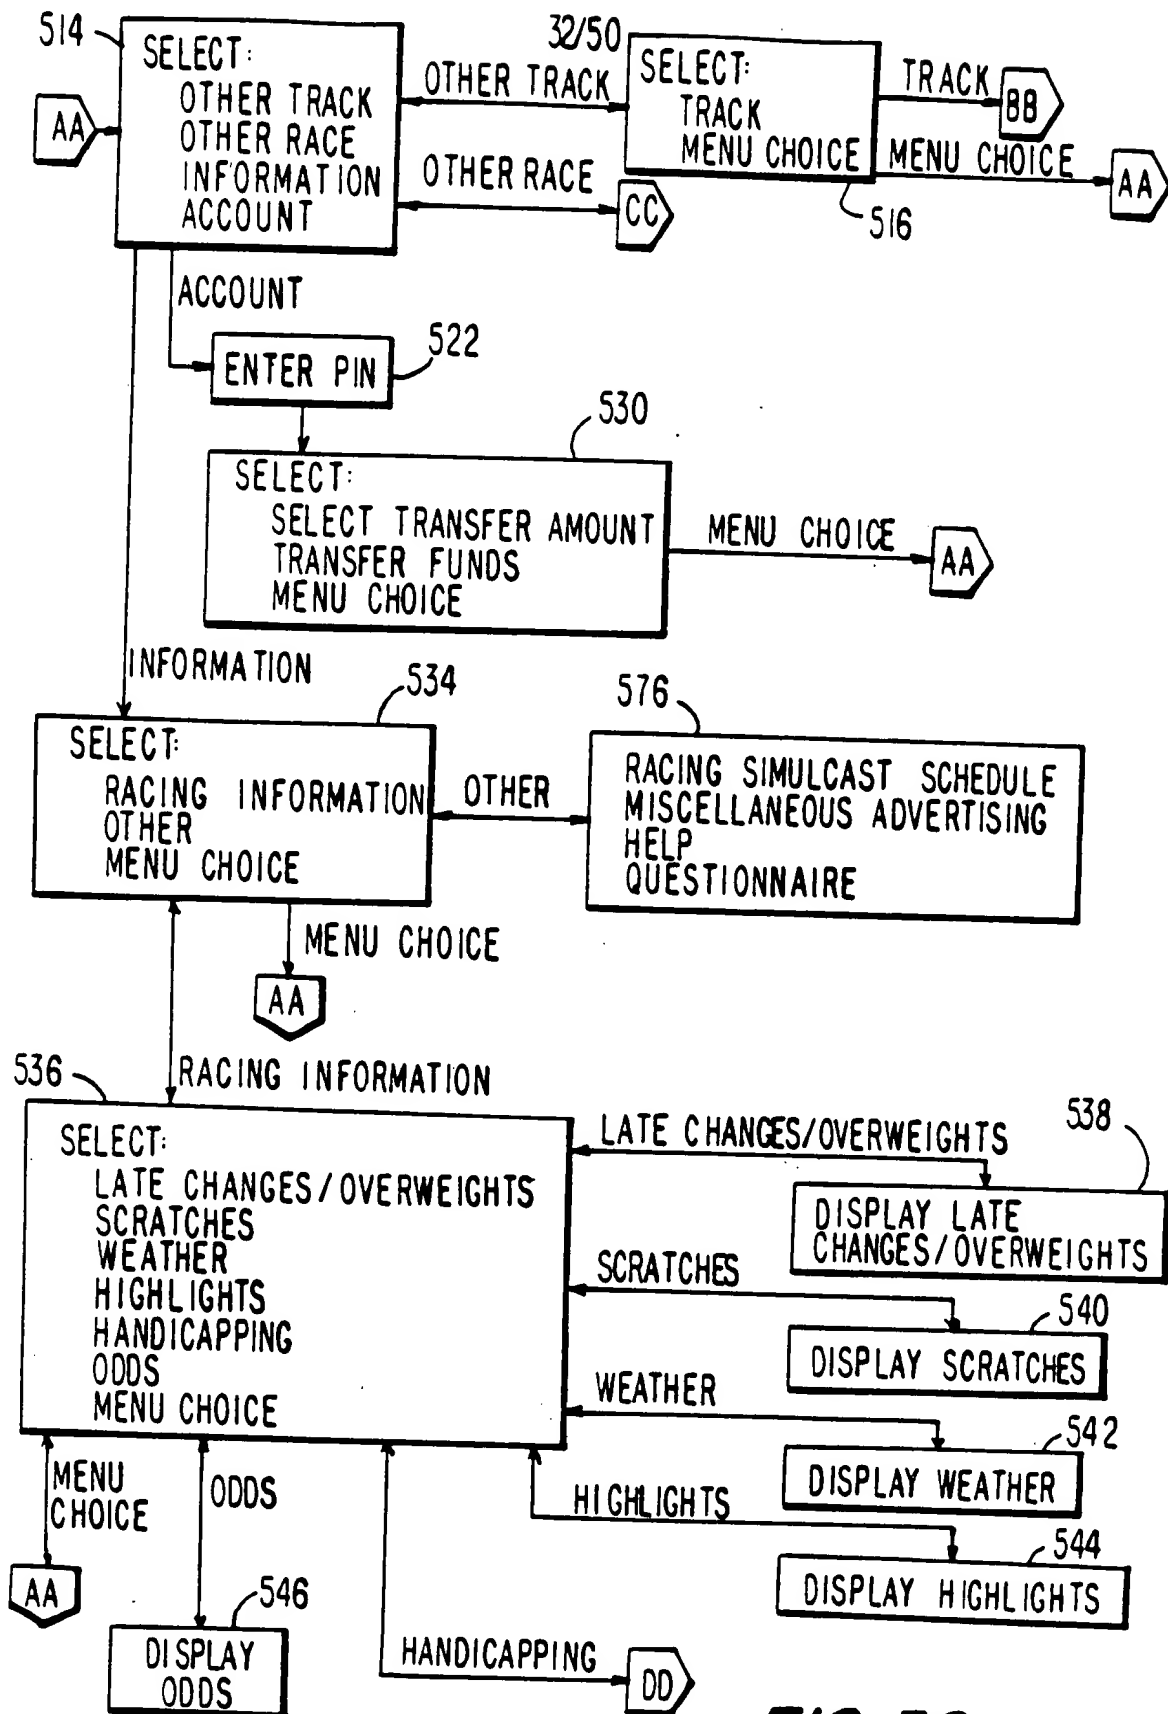 514
32/50
SELECT:
OTHER TRACK
OTHER RACE
INFORMATION
ACCOUNT
AA
OTHER TRACK
OTHER RACE
SELECT:
TRACK
MENU CHOICE
TRACK
BB
MENU CHOICE
AA
CC
516
ACCOUNT
ENTER PIN
522
530
SELECT:
SELECT TRANSFER AMOUNT
TRANSFER FUNDS
MENU CHOICE
MENU CHOICE
AA
INFORMATION
534
SELECT:
RACING INFORMATION
OTHER
MENU CHOICE
OTHER
576
RACING SIMULCAST SCHEDULE
MISCELLANEOUS ADVERTISING
HELP
QUESTIONNAIRE
MENU CHOICE
AA
RACING INFORMATION
536
SELECT:
LATE CHANGES/OVERWEIGHTS
SCRATCHES
WEATHER
HIGHLIGHTS
HANDICAPPING
ODDS
MENU CHOICE
LATE CHANGES/OVERWEIGHTS
538
DISPLAY LATE
CHANGES/OVERWEIGHTS
SCRATCHES
540
DISPLAY SCRATCHES
WEATHER
542
DISPLAY WEATHER
HIGHLIGHTS
544
DISPLAY HIGHLIGHTS
MENU
CHOICE
AA
ODDS
546
DISPLAY
ODDS
HANDICAPPING
DD